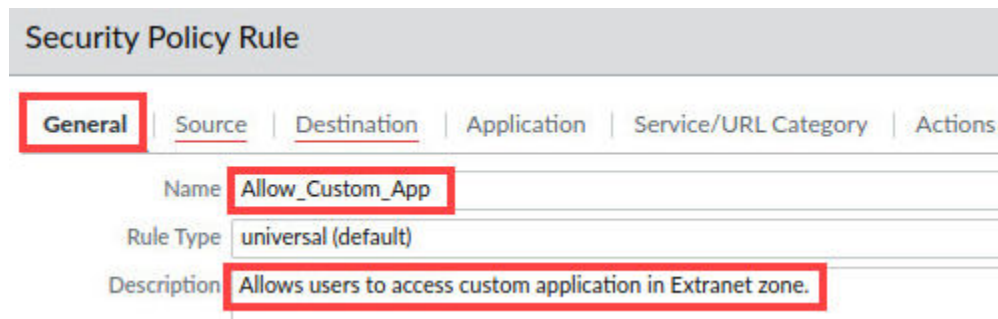 Security Policy Rule
General | Source | Destination | Application | Service/URL Category | Actions
Name Allow_Custom_App
Rule Type universal (default)
Description Allows users to access custom application in Extranet zone.